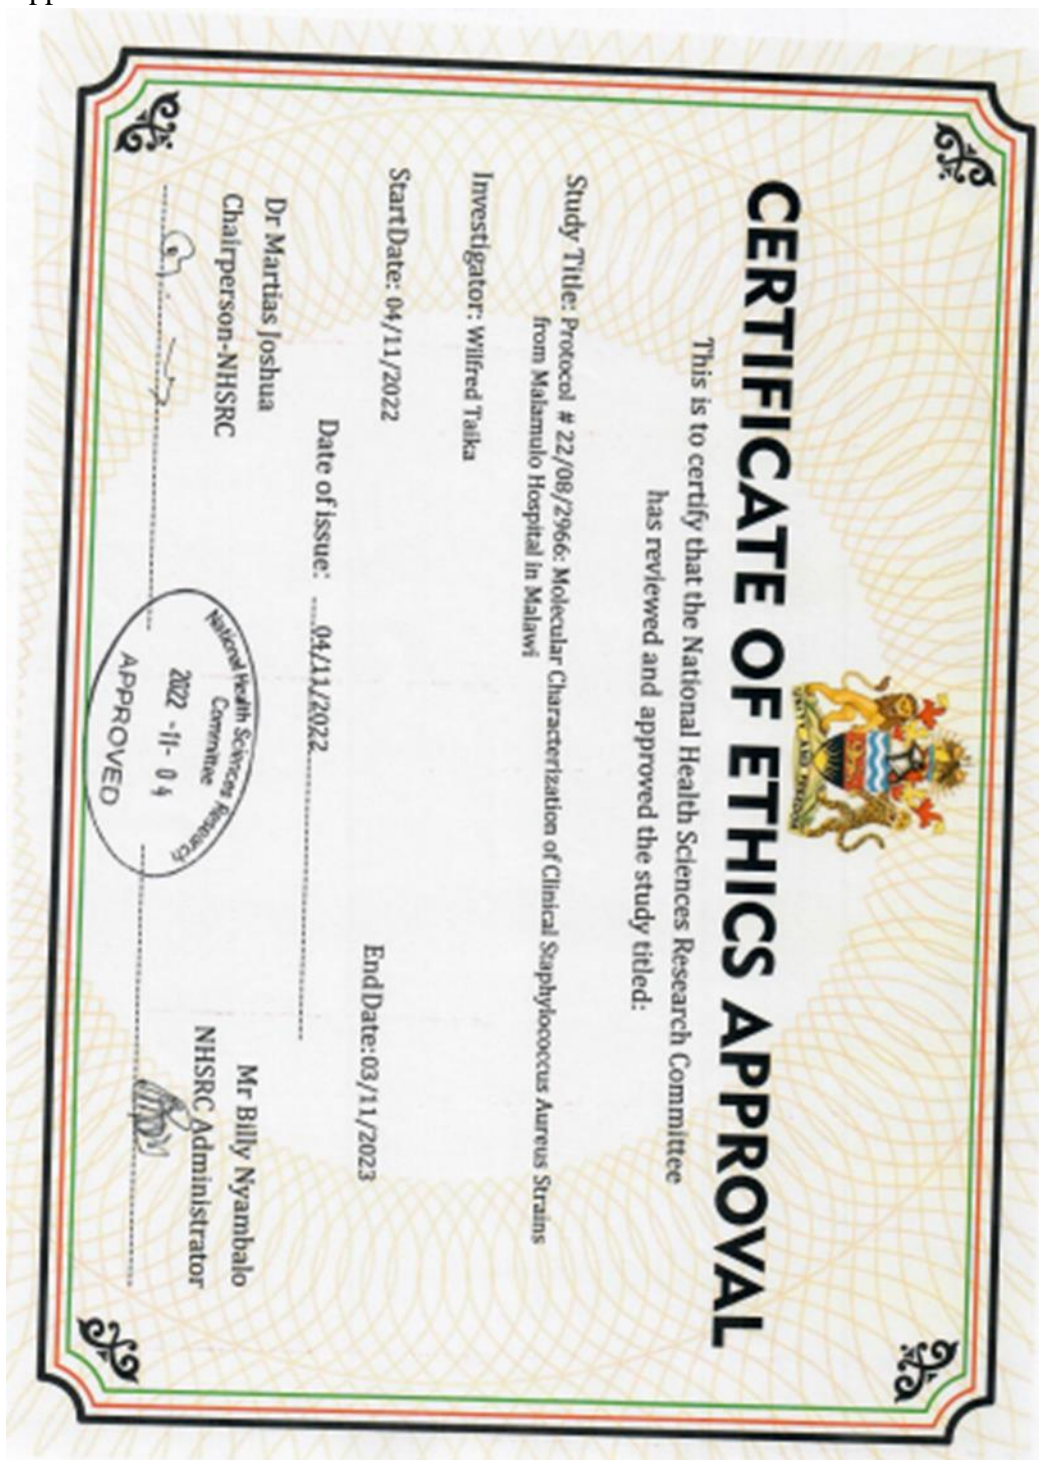 UNITY AND FREEDOM
CERTIFICATE OF ETHICS APPROVAL
This is to certify that the National Health Sciences Research Committee
has reviewed and approved the study titled:
Study Title: Protocol # 22/08/2966: Molecular Characterization of Clinical Staphylococcus Aureus Strains
from Malamulo Hospital in Malawi
Investigator: Wilfred Taika
StartDate: 04/11/2022
EndDate:03/11/2023
Date of issue: 04/11/2022
Dr Martias Joshua
Chairperson-NHSRC
Mr Billy Nyambalo
NHSRC Administrator
National Health Sciences Research
Committee
2022 -11- 04
APPROVED